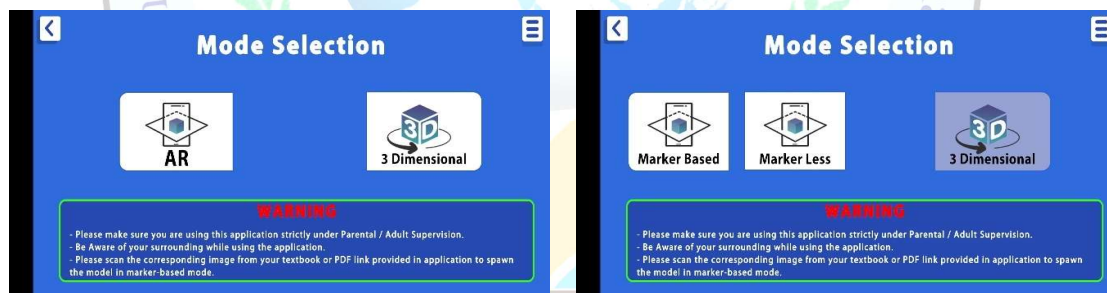 Mode Selection
AR
3 Dimensional
WARNING
- Please make sure you are using this application strictly under Parental / Adult Supervision.
- Be Aware of your surrounding while using the application.
- Please scan the corresponding image from your textbook or PDF link provided in application to spawn
the model in marker-based mode.
Mode Selection
Marker Based
Marker Less
3 Dimensional
WARNING
- Please make sure you are using this application strictly under Parental / Adult Supervision.
- Be Aware of your surrounding while using the application.
- Please scan the corresponding image from your textbook or PDF link provided in application to spawn
the model in marker-based mode.